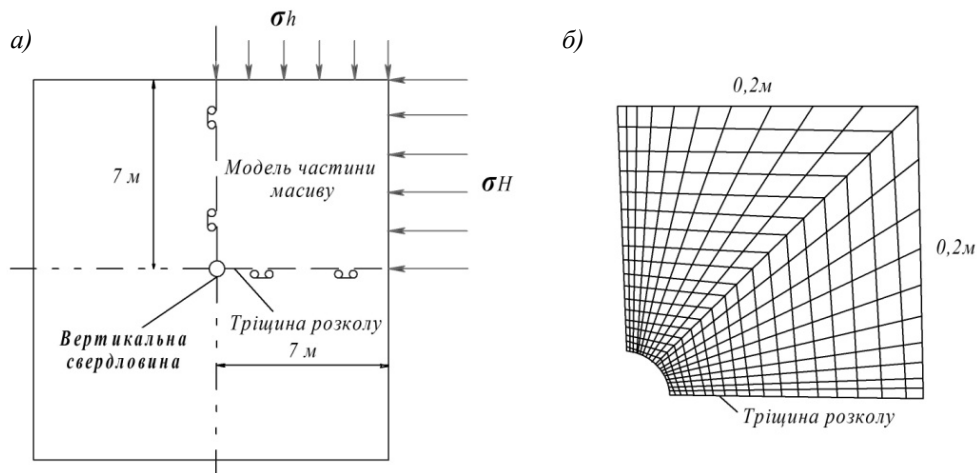 а)
σh
7 м
Модель частини
масиву
σH
Вертикальна
свердловина
Тріщина розколу
7 м
б)
0,2м
0,2м
Тріщина розколу